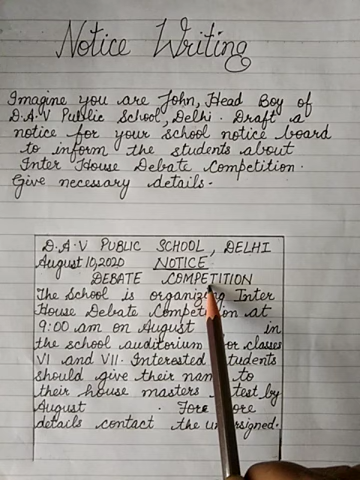 Notice Writing
Imagine you are John, Head Boy of
D.A.V Public School, Delhi. Draft a
notice for your school notice board
to inform the students about
Inter House Debate Competition.
Give necessary details.
D.A.V PUBLIC SCHOOL, DELHI
August 10, 2020 NOTICE
DEBATE COMPETITION
The School is organizing Inter
House Debate at
9:00 am on August in
the school auditorium for classes
VI and VII. Interested students
should give their to
their house masters by
August .
details contact the